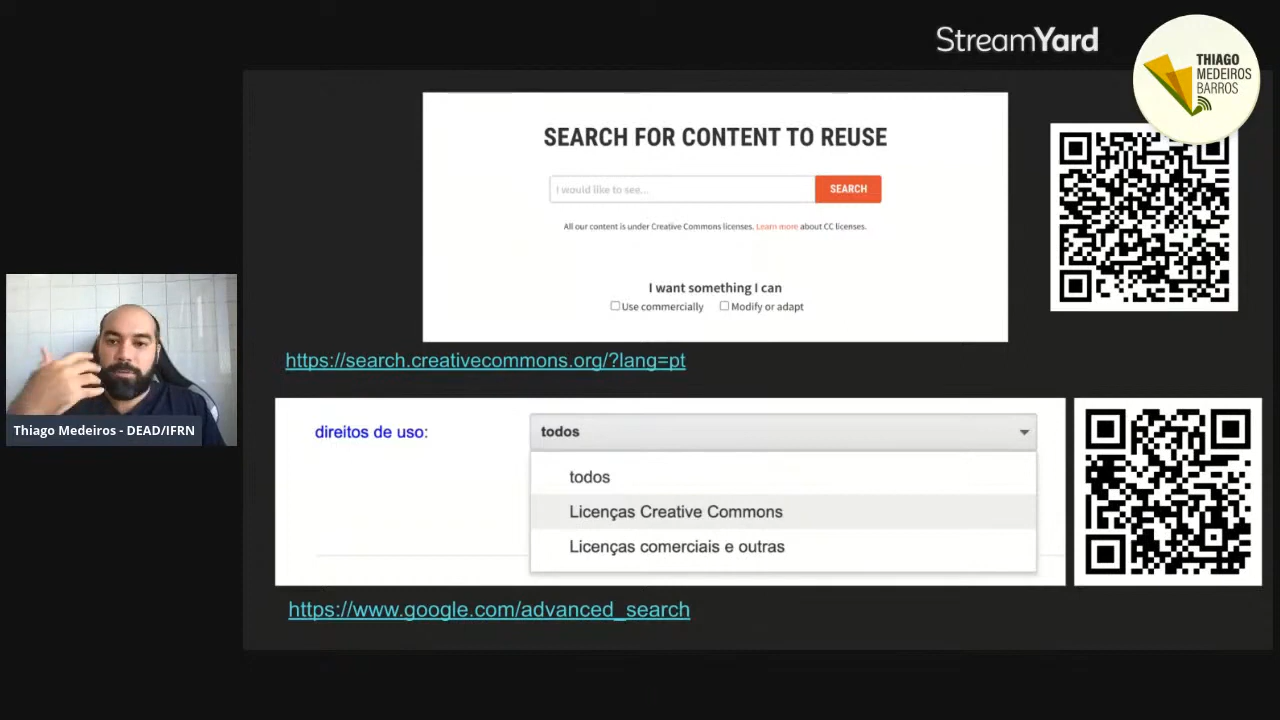 StreamYard
THIAGO
MEDEIROS
BARROS
SEARCH FOR CONTENT TO REUSE
I would like to see...
SEARCH
All our content is under Creative Commons licenses. Learn more about CC licenses.
I want something I can
Use commercially
Modify or adapt
https://search.creativecommons.org/?lang=pt
Thiago Medeiros - DEAD/IFRN
direitos de uso:
todos
todos
Licenças Creative Commons
Licenças comerciais e outras
https://www.google.com/advanced_search